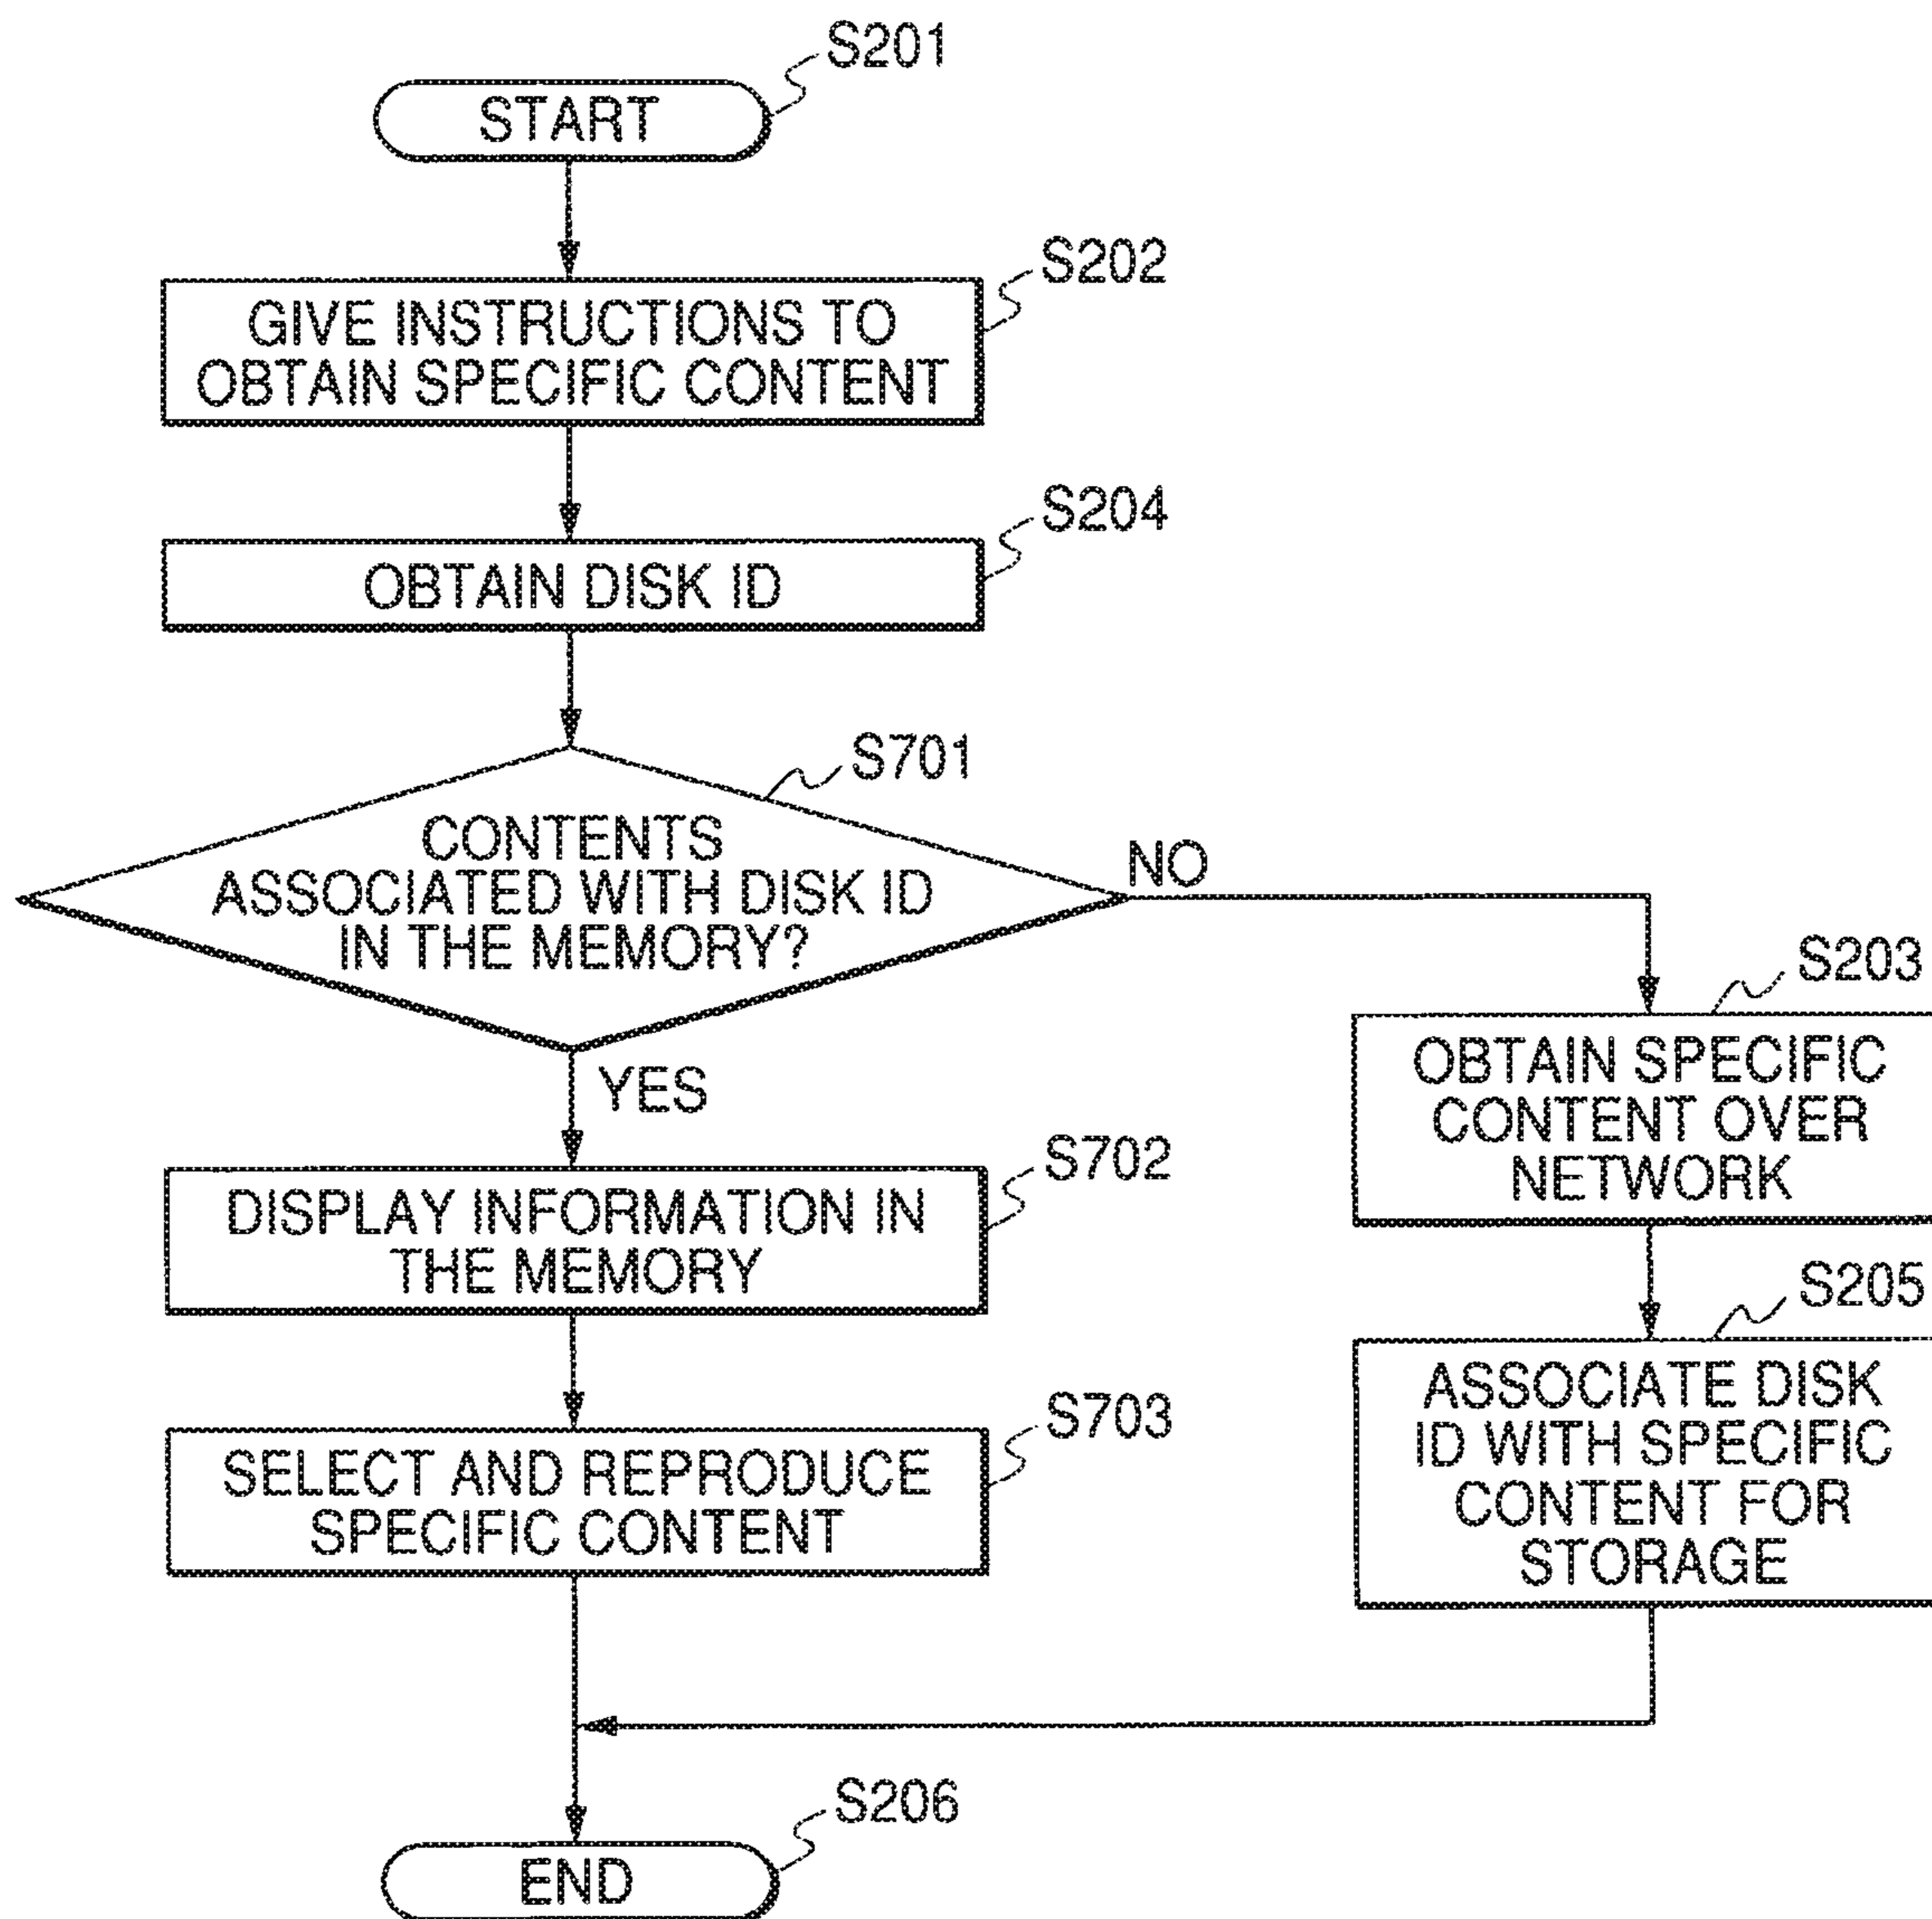 S201
START
S202
GIVE INSTRUCTIONS TO
OBTAIN SPECIFIC CONTENT
S204
OBTAIN DISK ID
S701
CONTENTS
ASSOCIATED WITH DISK ID
IN THE MEMORY?
NO
YES
S203
OBTAIN SPECIFIC
CONTENT OVER
NETWORK
S702
DISPLAY INFORMATION IN
THE MEMORY
S205
ASSOCIATE DISK
ID WITH SPECIFIC
CONTENT FOR
STORAGE
S703
SELECT AND REPRODUCE
SPECIFIC CONTENT
S206
END